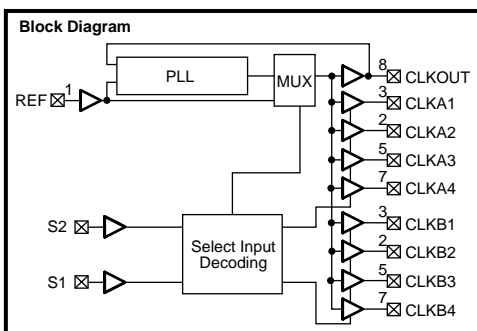 Block Diagram
8
CLKOUT
PLL
MUX
REF
1
3
CLKA1
2
CLKA2
5
CLKA3
7
CLKA4
S2
3
CLKB1
Select Input
Decoding
2
CLKB2
S1
5
CLKB3
7
CLKB4